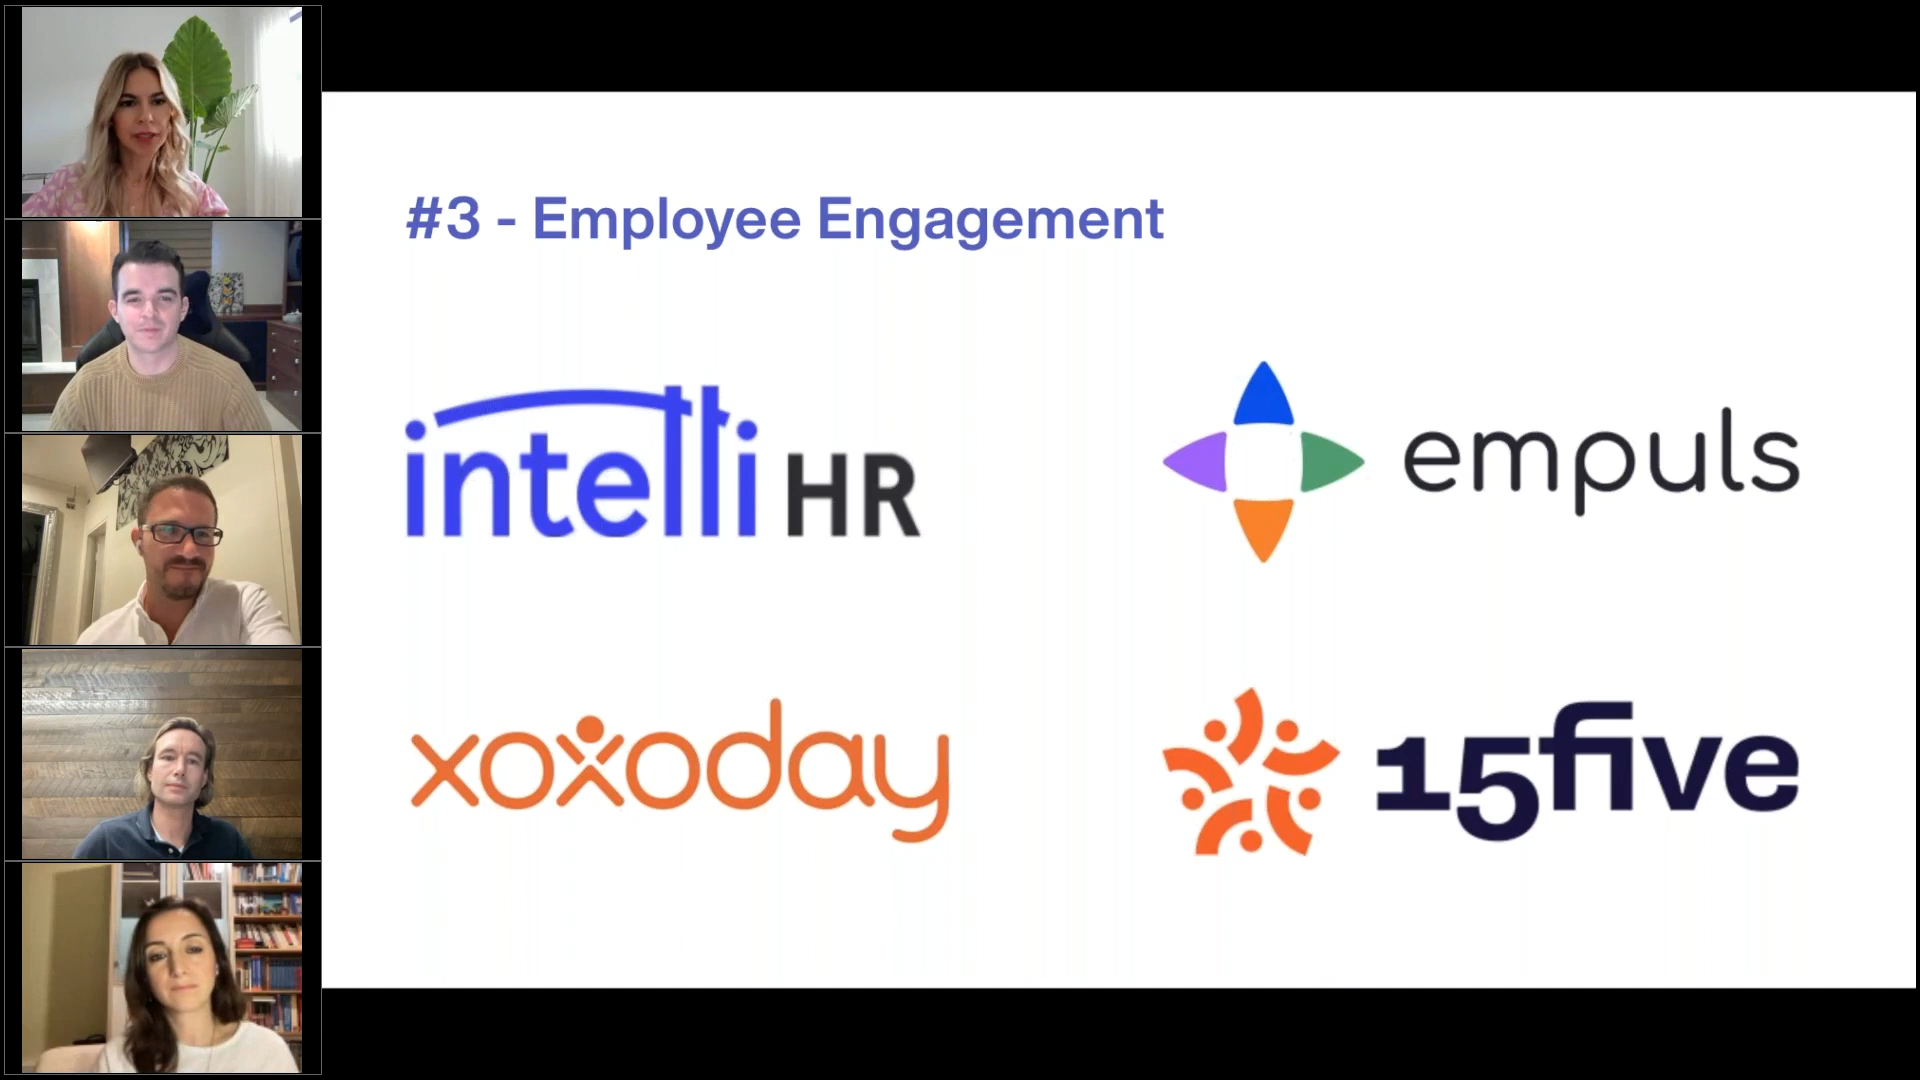 #3 - Employee Engagement
intelli HR
empuls
xoxoday
15five